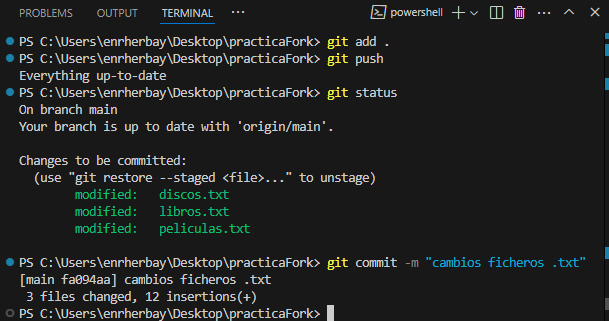 PROBLEMS OUTPUT TERMINAL ... powershell
PS C:\Users\enrherbay\Desktop\practicaFork> git add .
PS C:\Users\enrherbay\Desktop\practicaFork> git push
Everything up-to-date
PS C:\Users\enrherbay\Desktop\practicaFork> git status
On branch main
Your branch is up to date with 'origin/main'.
Changes to be committed:
(use "git restore --staged <file>..." to unstage)
modified: discos.txt
modified: libros.txt
modified: peliculas.txt
PS C:\Users\enrherbay\Desktop\practicaFork> git commit -m "cambios ficheros .txt"
[main fa094aa] cambios ficheros .txt
3 files changed, 12 insertions(+)
PS C:\Users\enrherbay\Desktop\practicaFork>